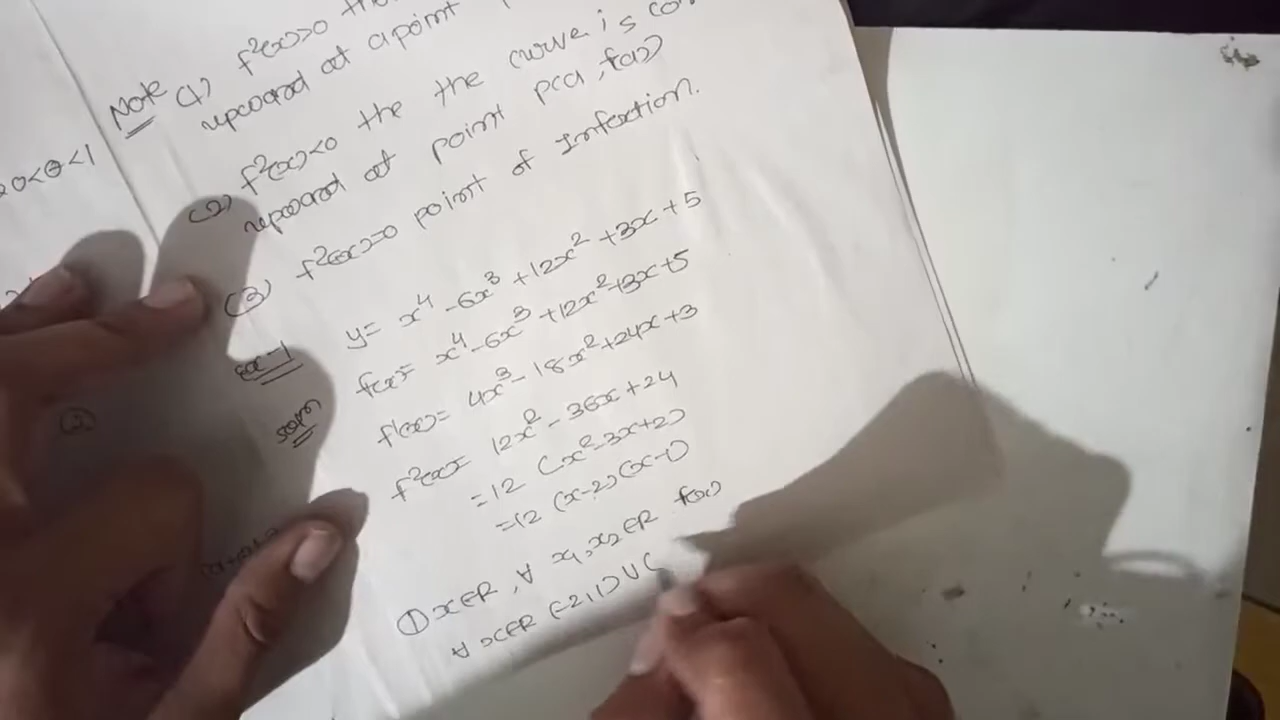 Note (1) f²(x)>0 the
upward at a point
(2) f²(x)<0 the the curve is co
upward at point p(a, f(a))
(3) f²(x)=0 point of Infection.
Ex-1 y= x⁴-6x³+12x²+3x+5
Soln f(x)= x⁴-6x³+12x²+3x+5
f'(x)= 4x³-18x²+24x+3
f²(x)= 12x²-36x+24
=12 (x²-3x+2)
=12 (x-2)(x-1)
① x∈R, ∀ x₁,x₂∈R f(x)
∀ x∈R (-2,1)∪(
0<θ<1